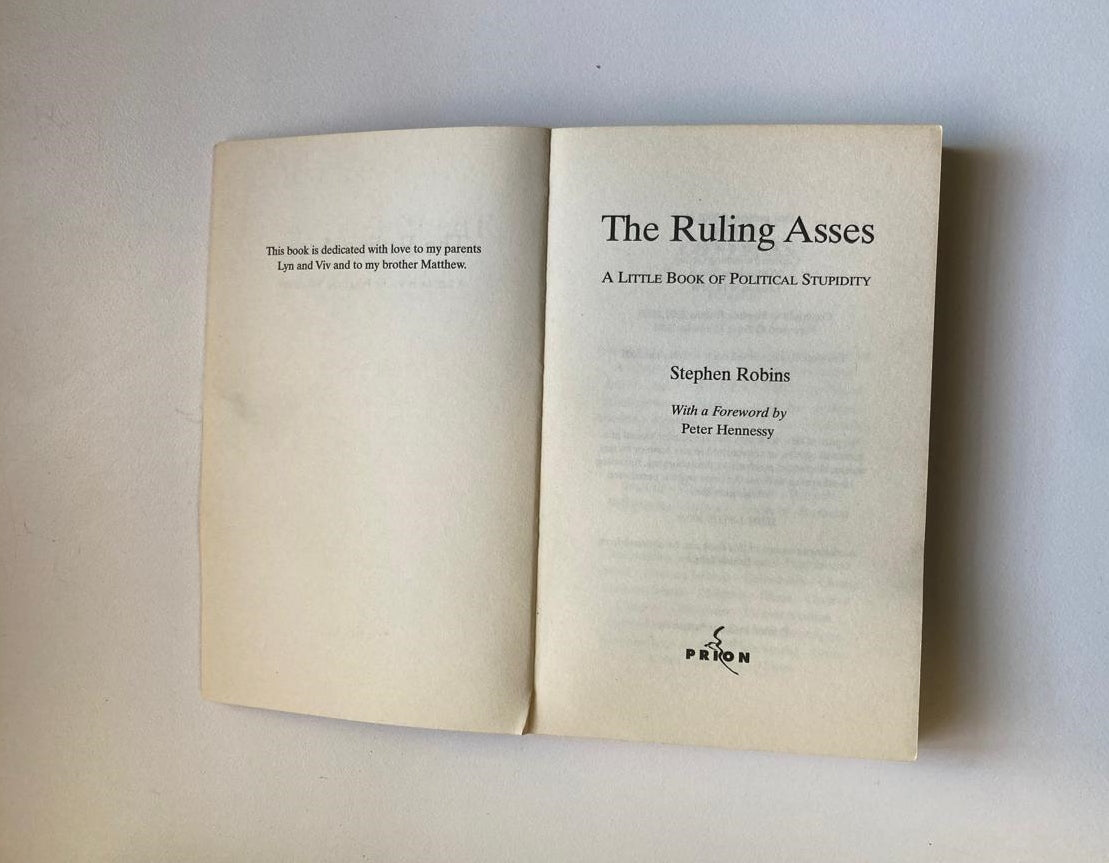 This book is dedicated with love to my parents
Lyn and Viv and to my brother Matthew.
The Ruling Asses
A LITTLE BOOK OF POLITICAL STUPIDITY
Stephen Robins
With a Foreword by
Peter Hennessy
PRION